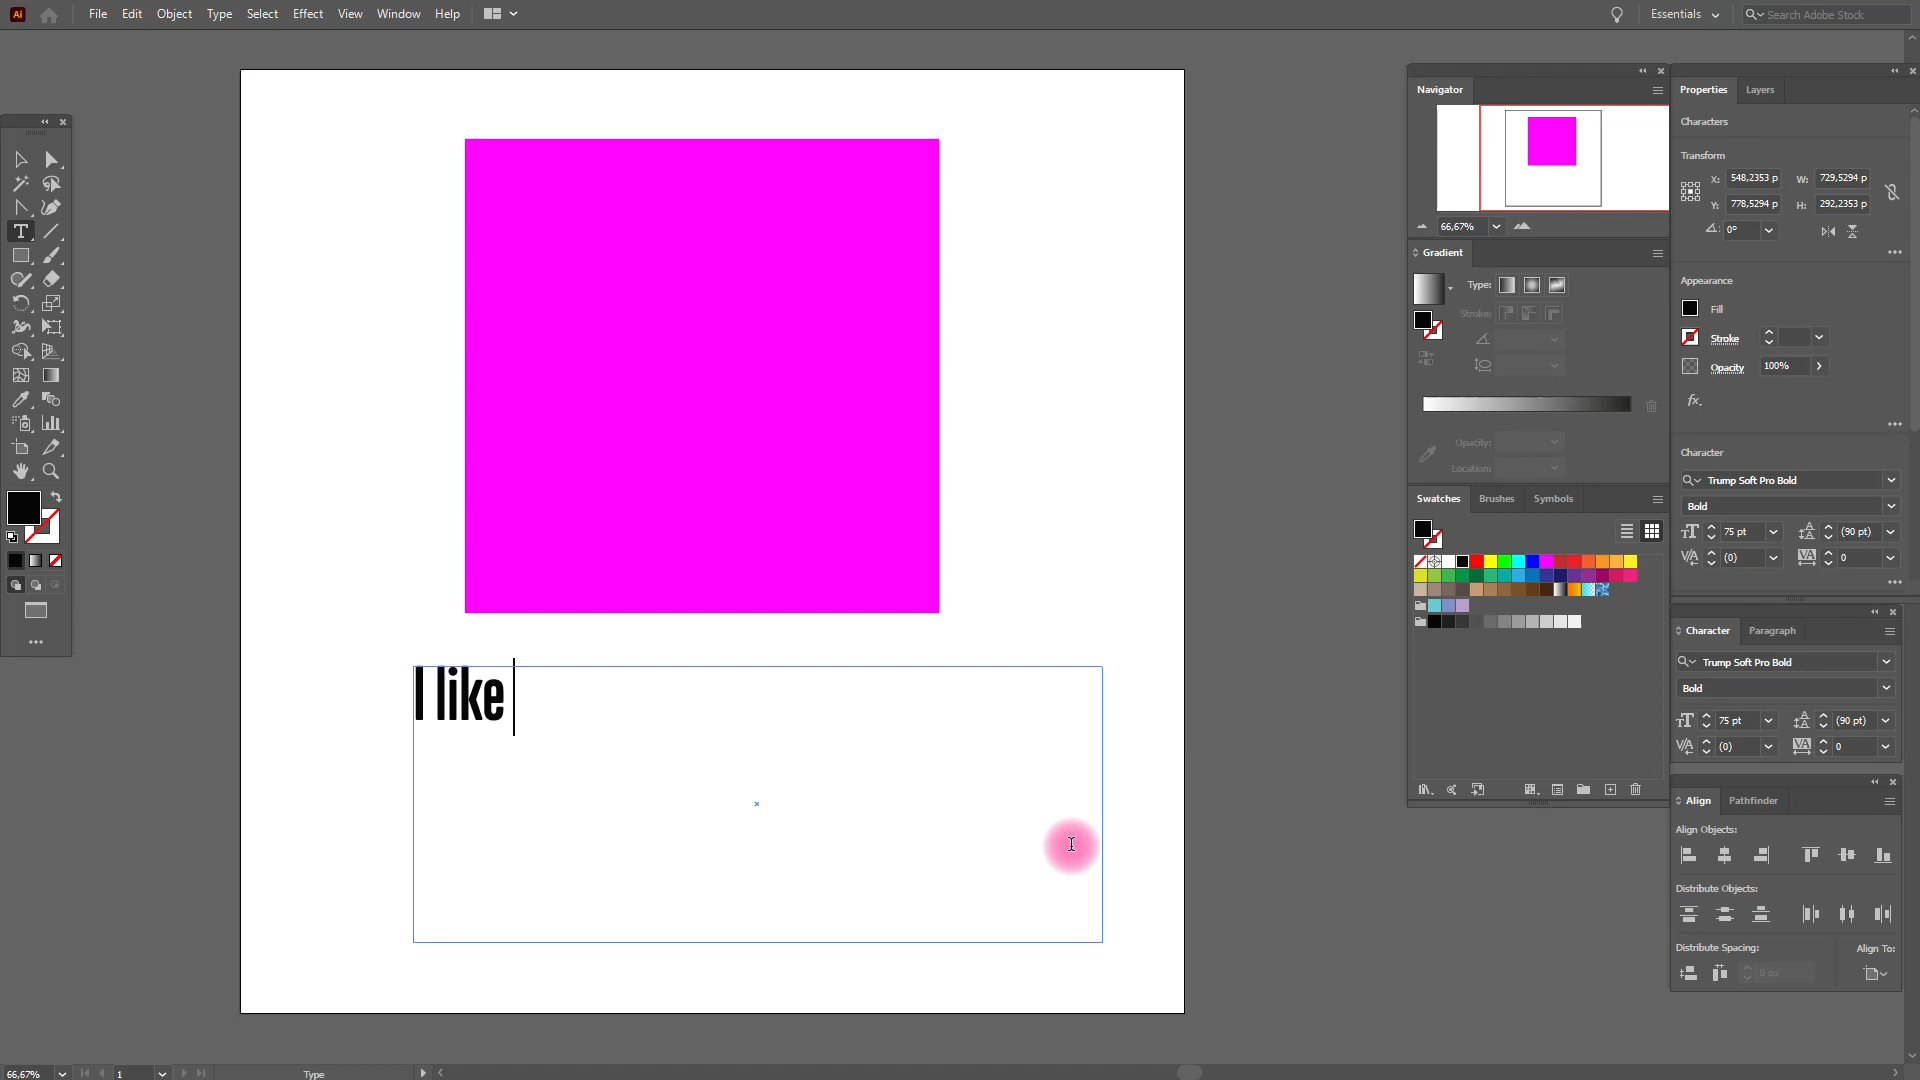 Ai File Edit Object Type Select Effect View Window Help Essentials Search Adobe Stock
I like
66,67% 1 Type
Navigator
66,67%
Gradient
Type:
Stroke:
Opacity:
Location:
Swatches Brushes Symbols
Properties Layers
Characters
Transform
X: 548,2353 p W: 729,5294 p
Y: 778,5294 p H: 292,2353 p
0°
Appearance
Fill
Stroke
Opacity 100%
fx.
Character
Trump Soft Pro Bold
Bold
75 pt (90 pt)
(0) 0
Character Paragraph
Trump Soft Pro Bold
Bold
75 pt (90 pt)
(0) 0
Align Pathfinder
Align Objects:
Distribute Objects:
Distribute Spacing: Align To:
0 px